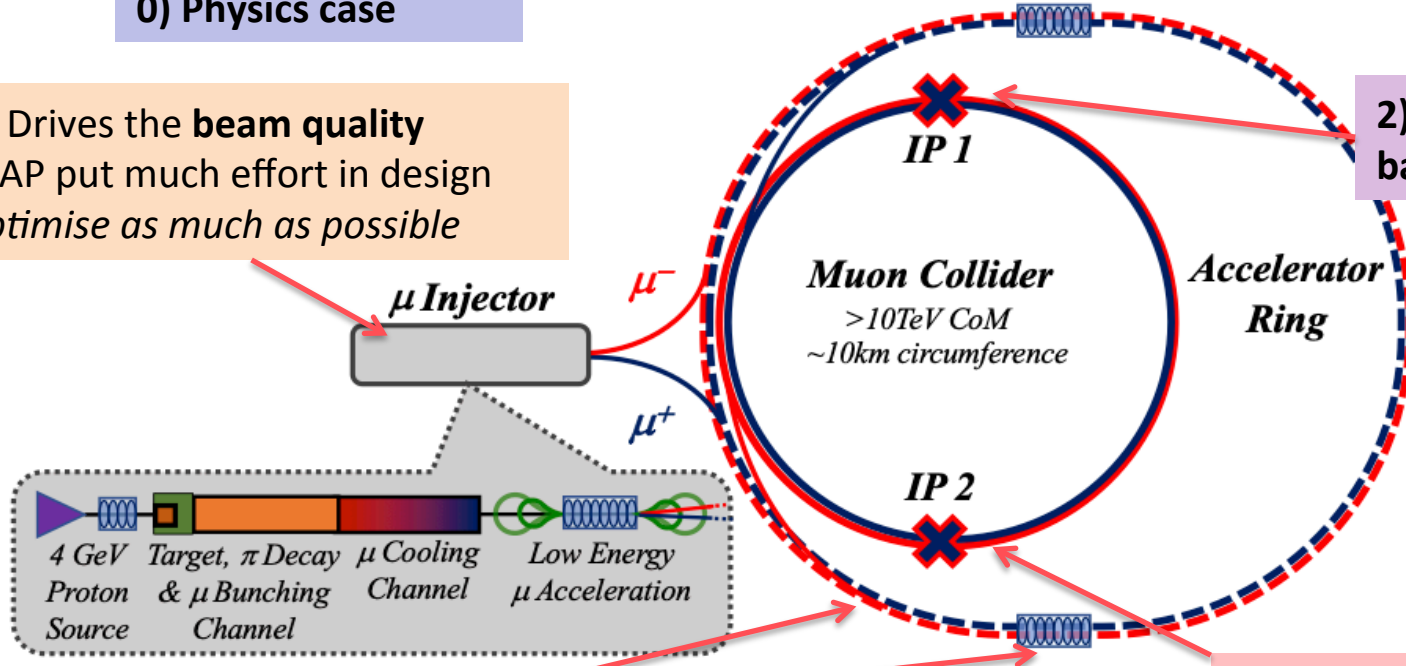 0) Physics case
Drives the beam quality
AP put much effort in design
optimise as much as possible
2)
μ Injector
μ−
μ+
IP 1
Muon Collider
>10TeV CoM
~10km circumference
Accelerator
Ring
IP 2
4 GeV
Proton
Source
Target, π Decay
& μ Bunching
Channel
μ Cooling
Channel
Low Energy
μ Acceleration